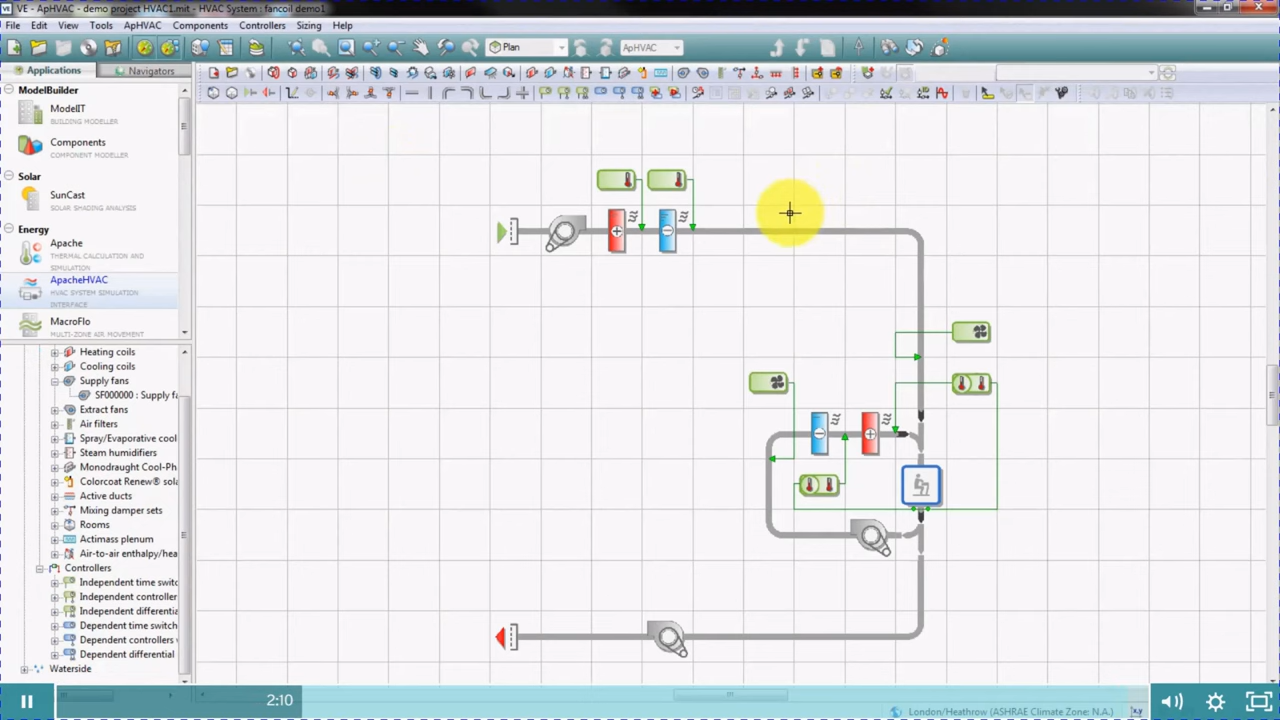 VE - ApHVAC - demo project HVAC1.mit - HVAC System : fancoil demo1
File Edit View Tools ApHVAC Components Controllers Sizing Help
Plan ApHVAC
Applications Navigators
ModelBuilder
ModelIT
BUILDING MODELLER
Components
COMPONENT MODELLER
Solar
SunCast
SOLAR SHADING ANALYSIS
Energy
Apache
THERMAL CALCULATION AND
SIMULATION
ApacheHVAC
HVAC SYSTEM SIMULATION
INTERFACE
MacroFlo
MULTI-ZONE AIR MOVEMENT
Heating coils
Cooling coils
Supply fans
SF000000 : Supply fa
Extract fans
Air filters
Spray/Evaporative cool
Steam humidifiers
Monodraught Cool-Ph
Colorcoat Renew® sola
Active ducts
Mixing damper sets
Rooms
Actimass plenum
Air-to-air enthalpy/hea
Controllers
Independent time switc
Independent controller
Independent differentia
Dependent time switch
Dependent controllers v
Dependent differential
Waterside
2:10
London/Heathrow (ASHRAE Climate Zone: N.A.)
x,y